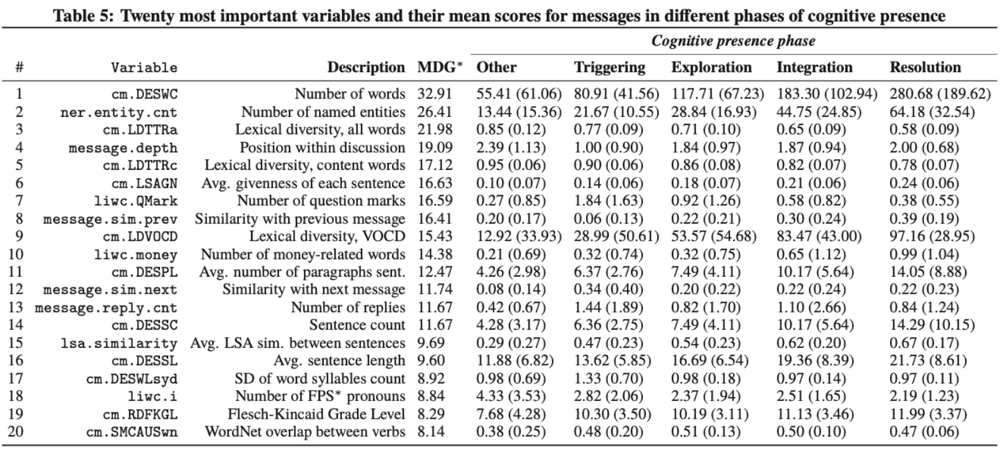 Table 5: Twenty most important variables and their mean scores for messages in different phases of cognitive presence
Cognitive presence phase
# Variable Description MDG* Other Triggering Exploration Integration Resolution
1 cm.DESWC Number of words 32.91 55.41 (61.06) 80.91 (41.56) 117.71 (67.23) 183.30 (102.94) 280.68 (189.62)
2 ner.entity.cnt Number of named entities 26.41 13.44 (15.36) 21.67 (10.55) 28.84 (16.93) 44.75 (24.85) 64.18 (32.54)
3 cm.LDTTRa Lexical diversity, all words 21.98 0.85 (0.12) 0.77 (0.09) 0.71 (0.10) 0.65 (0.09) 0.58 (0.09)
4 message.depth Position within discussion 19.09 2.39 (1.13) 1.00 (0.90) 1.84 (0.97) 1.87 (0.94) 2.00 (0.68)
5 cm.LDTTRc Lexical diversity, content words 17.12 0.95 (0.06) 0.90 (0.06) 0.86 (0.08) 0.82 (0.07) 0.78 (0.07)
6 cm.LSAGN Avg. givenness of each sentence 16.63 0.10 (0.07) 0.14 (0.06) 0.18 (0.07) 0.21 (0.06) 0.24 (0.06)
7 liwc.QMark Number of question marks 16.59 0.27 (0.85) 1.84 (1.63) 0.92 (1.26) 0.58 (0.82) 0.38 (0.55)
8 message.sim.prev Similarity with previous message 16.41 0.20 (0.17) 0.06 (0.13) 0.22 (0.21) 0.30 (0.24) 0.39 (0.19)
9 cm.LDVOCD Lexical diversity, VOCD 15.43 12.92 (33.93) 28.99 (50.61) 53.57 (54.68) 83.47 (43.00) 97.16 (28.95)
10 liwc.money Number of money-related words 14.38 0.21 (0.69) 0.32 (0.74) 0.32 (0.75) 0.65 (1.12) 0.99 (1.04)
11 cm.DESPL Avg. number of paragraphs sent. 12.47 4.26 (2.98) 6.37 (2.76) 7.49 (4.11) 10.17 (5.64) 14.05 (8.88)
12 message.sim.next Similarity with next message 11.74 0.08 (0.14) 0.34 (0.40) 0.20 (0.22) 0.22 (0.24) 0.22 (0.23)
13 message.reply.cnt Number of replies 11.67 0.42 (0.67) 1.44 (1.89) 0.82 (1.70) 1.10 (2.66) 0.84 (1.24)
14 cm.DESSC Sentence count 11.67 4.28 (3.17) 6.36 (2.75) 7.49 (4.11) 10.17 (5.64) 14.29 (10.15)
15 lsa.similarity Avg. LSA sim. between sentences 9.69 0.29 (0.27) 0.47 (0.23) 0.54 (0.23) 0.62 (0.20) 0.67 (0.17)
16 cm.DESSL Avg. sentence length 9.60 11.88 (6.82) 13.62 (5.85) 16.69 (6.54) 19.36 (8.39) 21.73 (8.61)
17 cm.DESWLsyd SD of word syllables count 8.92 0.98 (0.69) 1.33 (0.70) 0.98 (0.18) 0.97 (0.14) 0.97 (0.11)
18 liwc.i Number of FPS* pronouns 8.84 4.33 (3.53) 2.82 (2.06) 2.37 (1.94) 2.51 (1.65) 2.19 (1.23)
19 cm.RDFKGL Flesch-Kincaid Grade Level 8.29 7.68 (4.28) 10.30 (3.50) 10.19 (3.11) 11.13 (3.46) 11.99 (3.37)
20 cm.SMCAUSwn WordNet overlap between verbs 8.14 0.38 (0.25) 0.48 (0.20) 0.51 (0.13) 0.50 (0.10) 0.47 (0.06)